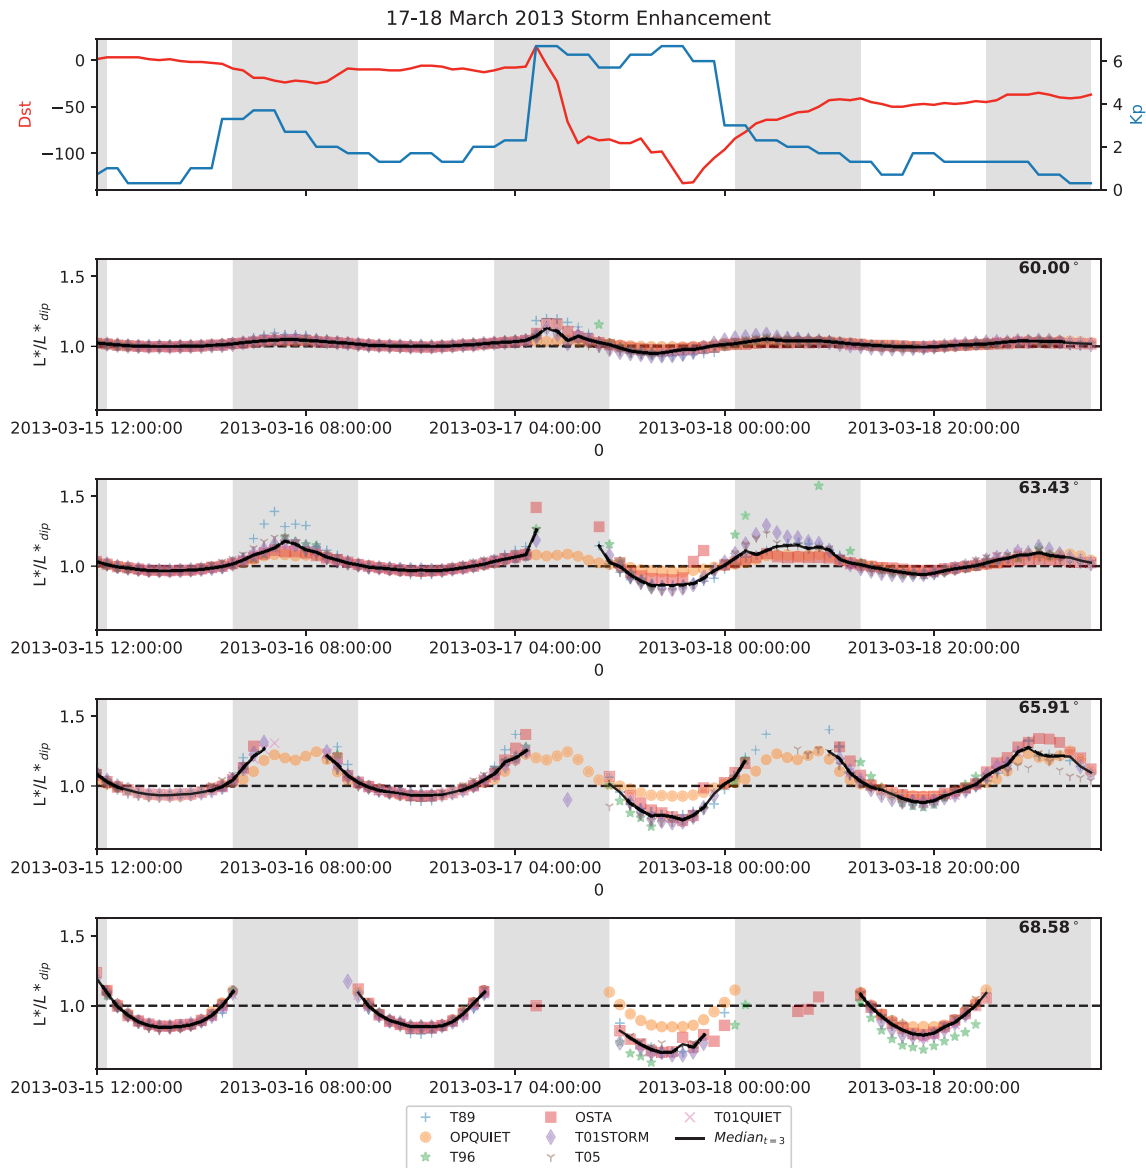 17-18 March 2013 Storm Enhancement
0
−50
−100
Dst
6
4
2
0
Kp
60.00°
1.5
1.0
L*/L*dip
2013-03-15 12:00:00 2013-03-16 08:00:00 2013-03-17 04:00:00 2013-03-18 00:00:00 2013-03-18 20:00:00
0
63.43°
1.5
1.0
L*/L*dip
2013-03-15 12:00:00 2013-03-16 08:00:00 2013-03-17 04:00:00 2013-03-18 00:00:00 2013-03-18 20:00:00
0
65.91°
1.5
1.0
L*/L*dip
2013-03-15 12:00:00 2013-03-16 08:00:00 2013-03-17 04:00:00 2013-03-18 00:00:00 2013-03-18 20:00:00
0
68.58°
1.5
1.0
L*/L*dip
2013-03-15 12:00:00 2013-03-16 08:00:00 2013-03-17 04:00:00 2013-03-18 00:00:00 2013-03-18 20:00:00
T89 OSTA T01QUIET
OPQUIET T01STORM Median t=3
T96 T05